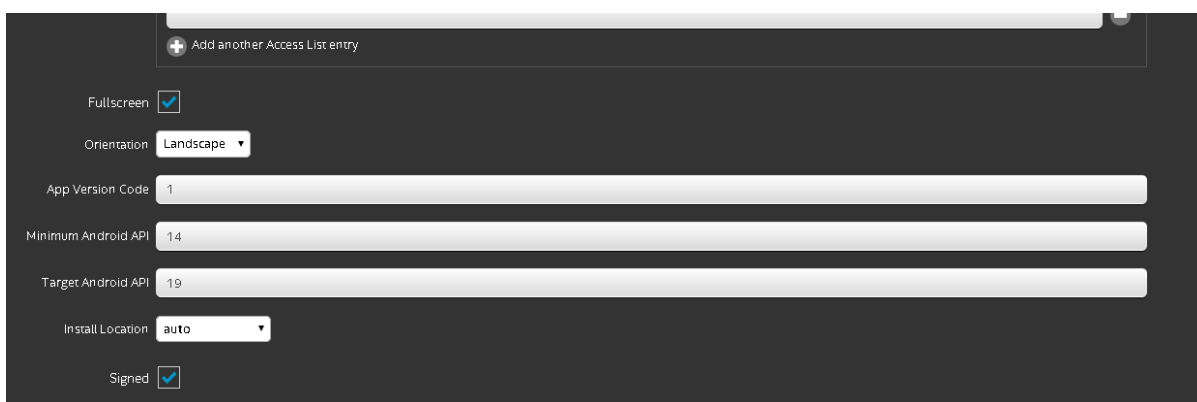 Add another Access List entry
Fullscreen
Orientation Landscape
App Version Code 1
Minimum Android API 14
Target Android API 19
Install Location auto
Signed